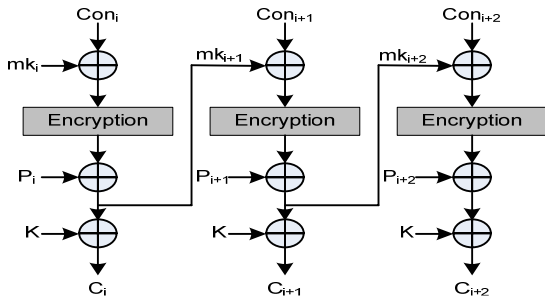 Con_i Con_{i+1} Con_{i+2}
mk_i mk_{i+1} mk_{i+2}
Encryption Encryption Encryption
P_i P_{i+1} P_{i+2}
K K K
C_i C_{i+1} C_{i+2}